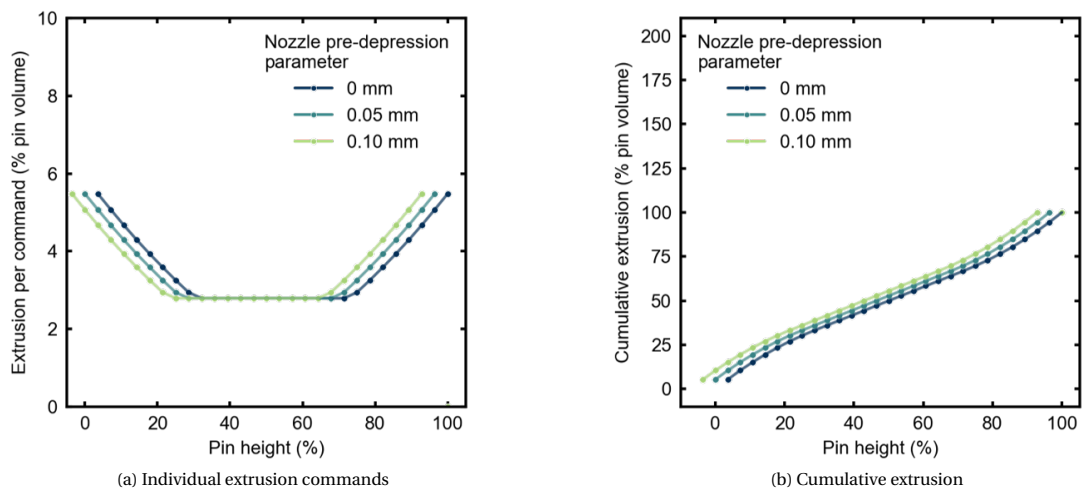 Extrusion per command (% pin volume)
10
8
6
4
2
0
Nozzle pre-depression
parameter
0 mm
0.05 mm
0.10 mm
0 20 40 60 80 100
Pin height (%)
(a) Individual extrusion commands
Cumulative extrusion (% pin volume)
200
175
150
125
100
75
50
25
0
Nozzle pre-depression
parameter
0 mm
0.05 mm
0.10 mm
0 20 40 60 80 100
Pin height (%)
(b) Cumulative extrusion